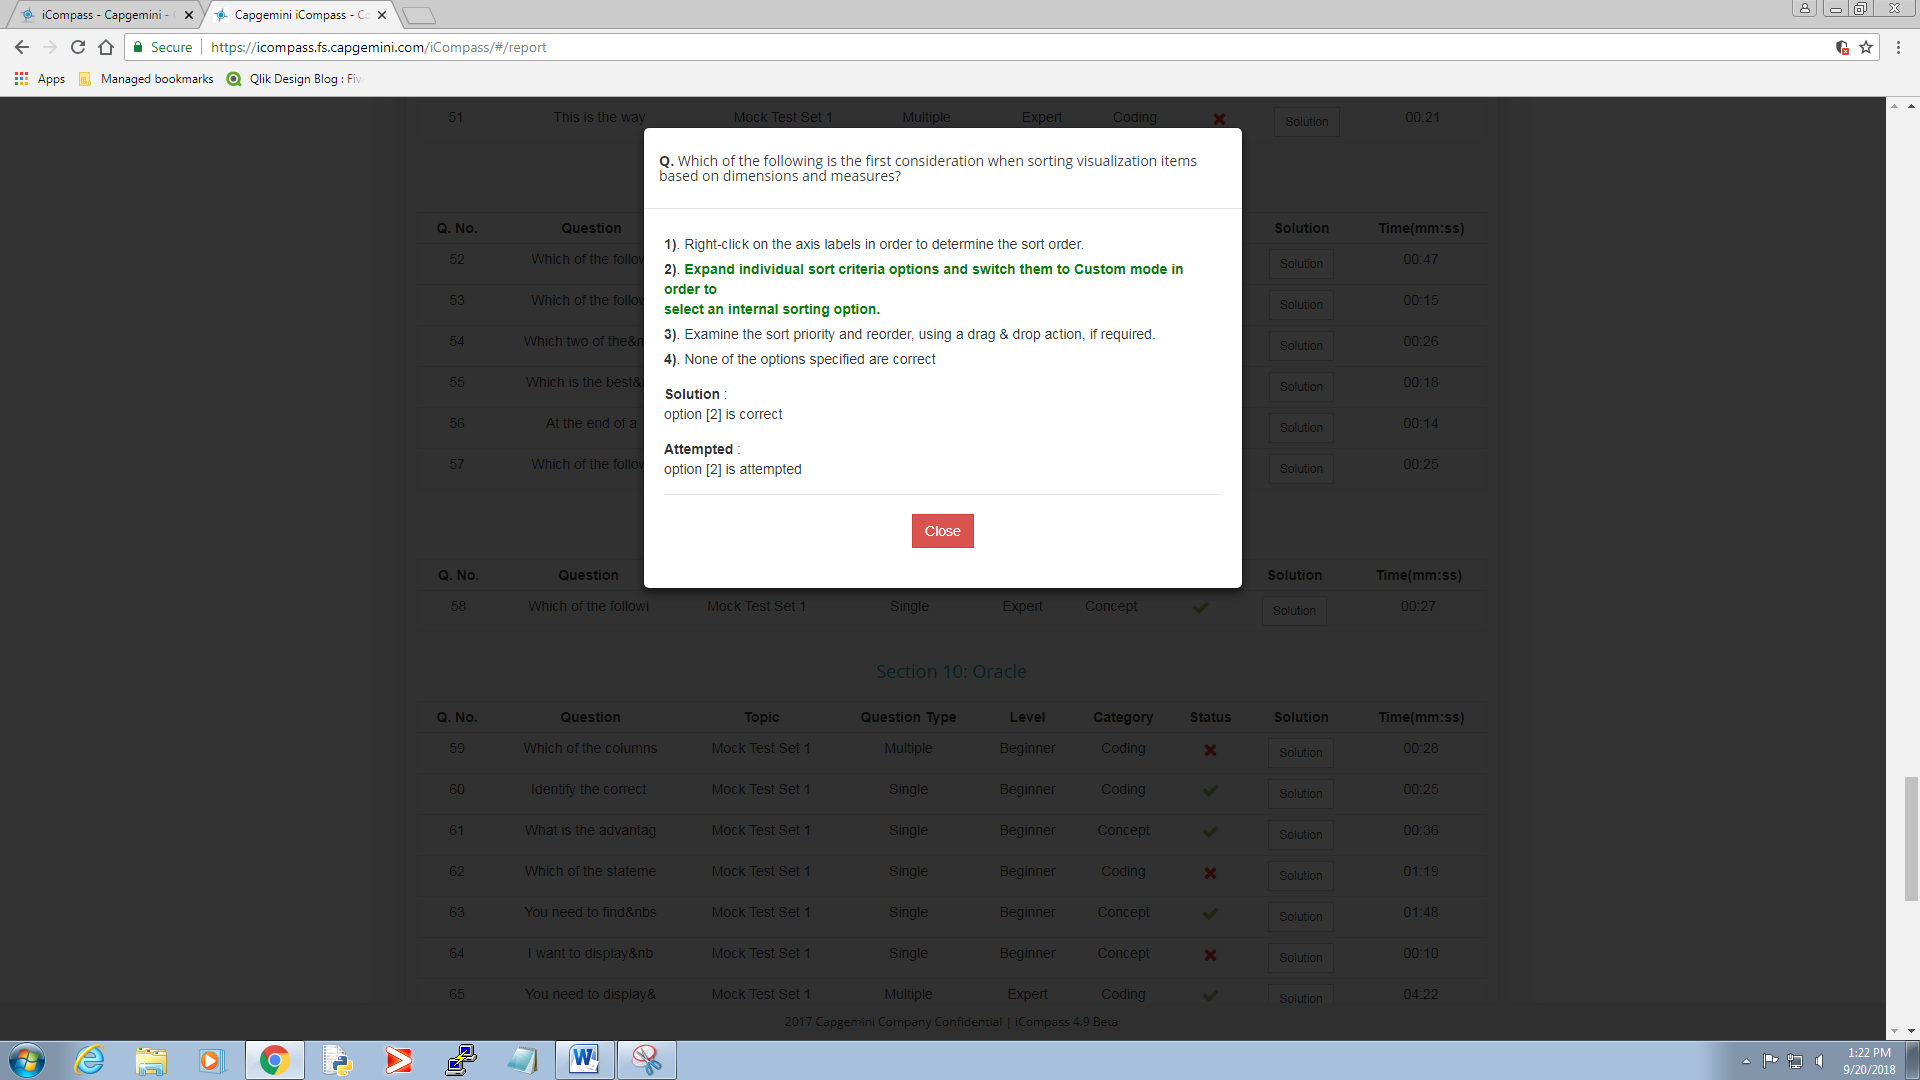 iCompass - Capgemini -
Capgemini iCompass - Co
Secure
https://icompass.fs.capgemini.com/iCompass/#/report
Apps
Managed bookmarks
Qlik Design Blog : Fiv
51 This is the way Mock Test Set 1 Multiple Expert Coding Solution 00:21
Q. Which of the following is the first consideration when sorting visualization items
based on dimensions and measures?
1). Right-click on the axis labels in order to determine the sort order.
2). Expand individual sort criteria options and switch them to Custom mode in
order to
select an internal sorting option.
3). Examine the sort priority and reorder, using a drag & drop action, if required.
4). None of the options specified are correct
Solution :
option [2] is correct
Attempted :
option [2] is attempted
Close
Q. No. Question Solution Time(mm:ss)
52 Which of the follow Solution 00:47
53 Which of the follow Solution 00:15
54 Which two of the&n Solution 00:26
55 Which is the best& Solution 00:18
56 At the end of a Solution 00:14
57 Which of the follow Solution 00:25
Q. No. Question Solution Time(mm:ss)
58 Which of the followi Mock Test Set 1 Single Expert Concept Solution 00:27
Section 10: Oracle
Q. No. Question Topic Question Type Level Category Status Solution Time(mm:ss)
59 Which of the columns Mock Test Set 1 Multiple Beginner Coding Solution 00:28
60 Identify the correct Mock Test Set 1 Single Beginner Coding Solution 00:25
61 What is the advantag Mock Test Set 1 Single Beginner Concept Solution 00:36
62 Which of the stateme Mock Test Set 1 Single Beginner Coding Solution 01:19
63 You need to find&nbs Mock Test Set 1 Single Beginner Concept Solution 01:48
64 I want to display&nb Mock Test Set 1 Single Beginner Concept Solution 00:10
65 You need to display& Mock Test Set 1 Multiple Expert Coding Solution 04:22
2017 Capgemini Company Confidential | iCompass 4.9 Beta
1:22 PM
9/20/2018